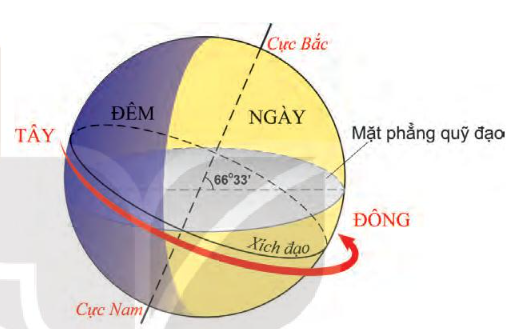 Cực Bắc
ĐÊM
NGÀY
TÂY
Mặt phẳng quỹ đạo
66°33'
ĐÔNG
Xích đạo
Cực Nam